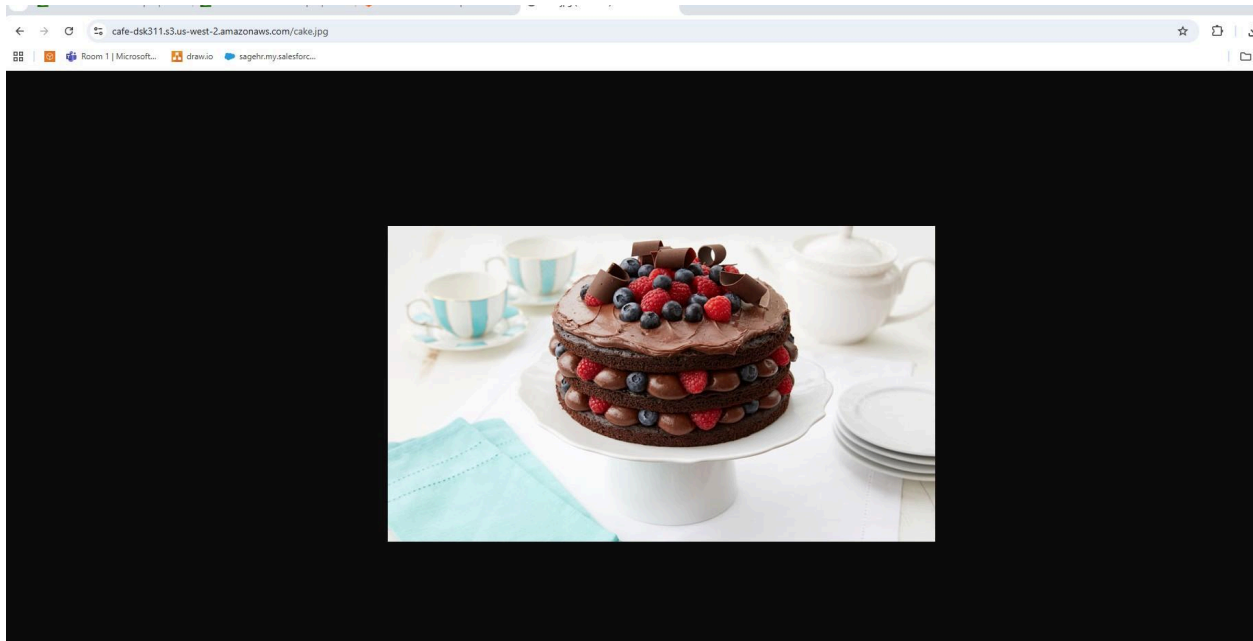 cafe-dsk311.s3.us-west-2.amazonaws.com/cake.jpg
Room 1 | Microsoft... draw.io sagehr.my.salesforc...